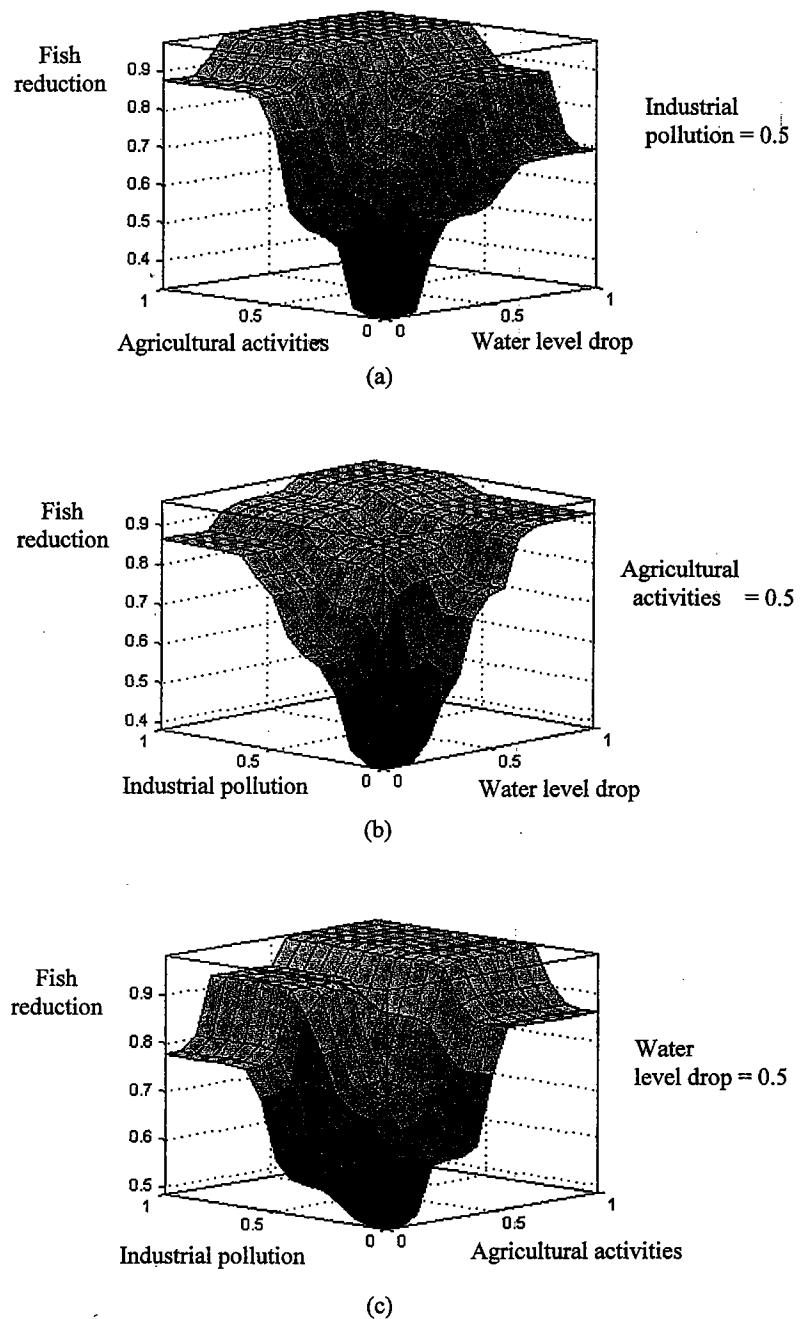 Fish
reduction
0.9
0.8
0.7
0.6
0.5
0.4
1
0.5
0
0
0.5
1
Industrial
pollution = 0.5
Agricultural activities
Water level drop
(a)
Fish
reduction
0.9
0.8
0.7
0.6
0.5
0.4
1
0.5
0
0
0.5
1
Agricultural
activities = 0.5
Industrial pollution
Water level drop
(b)
Fish
reduction
0.9
0.8
0.7
0.6
0.5
1
0.5
0
0
0.5
1
Water
level drop = 0.5
Industrial pollution
Agricultural activities
(c)